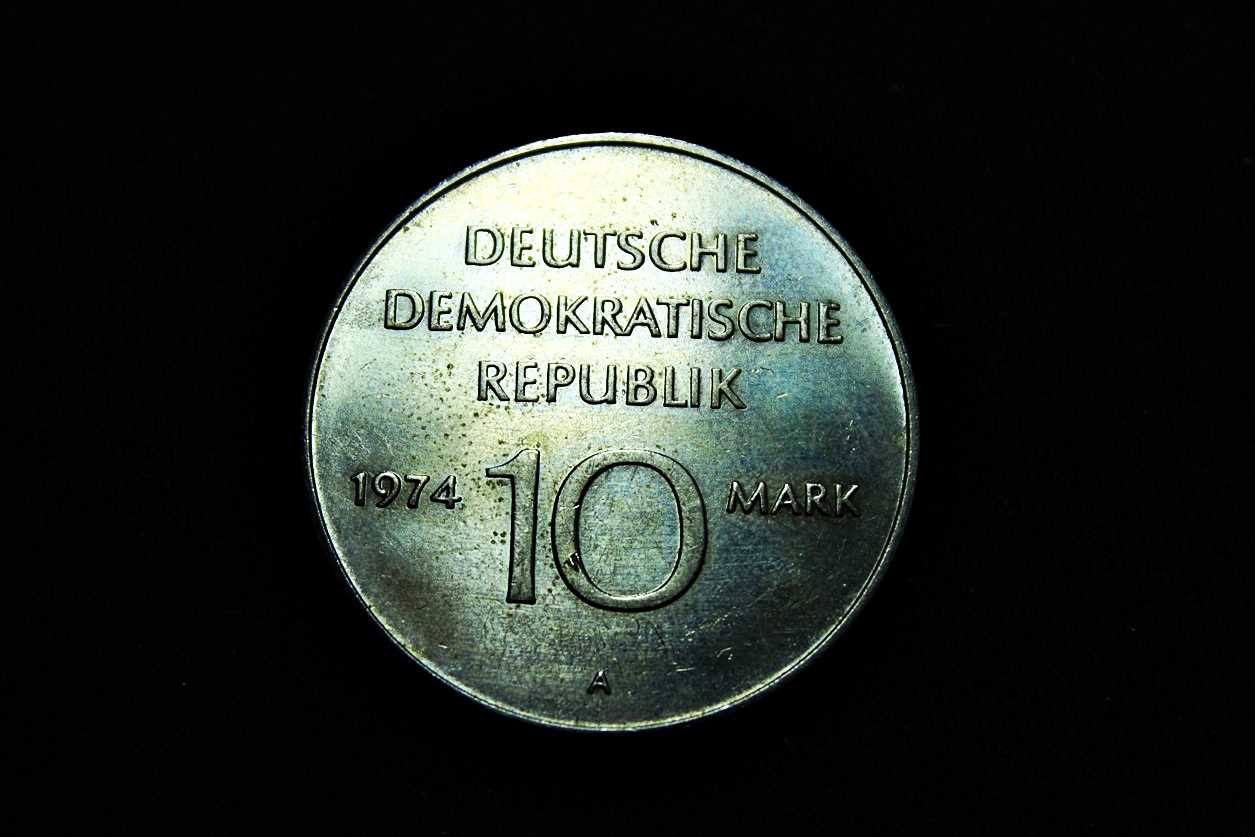 DEUTSCHE
DEMOKRATISCHE
REPUBLIK
1974 10 MARK
A